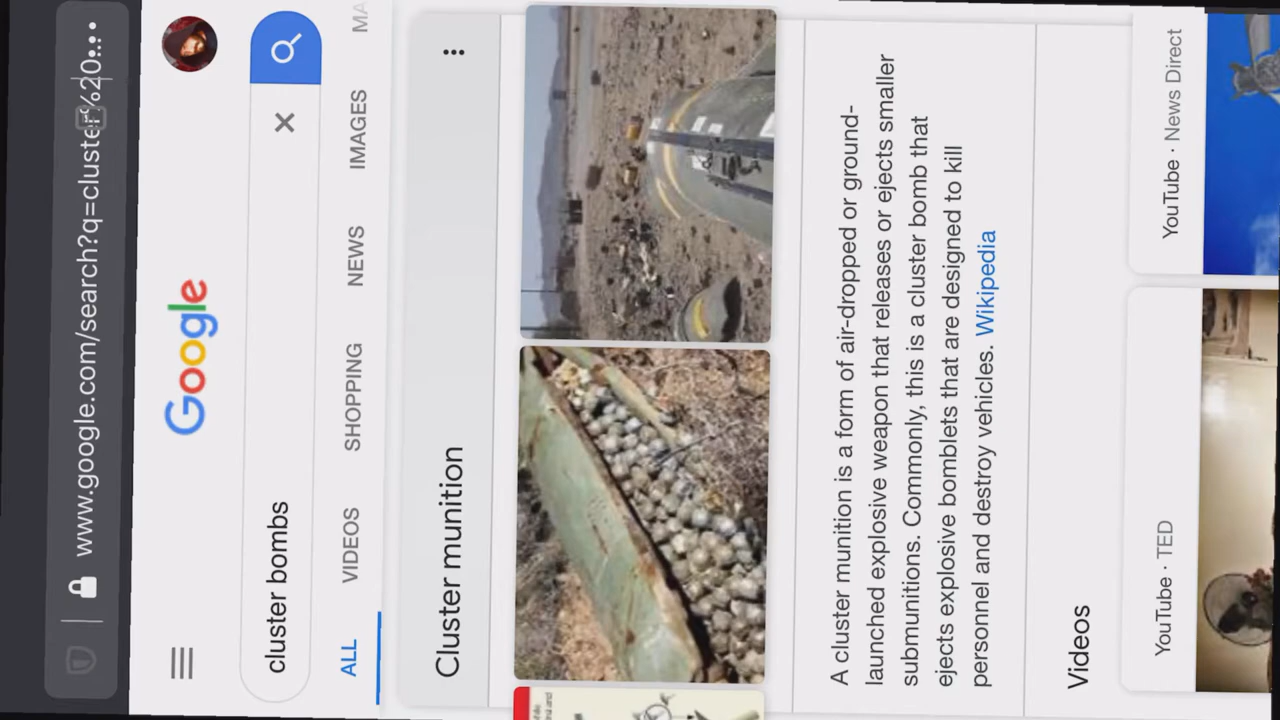 www.google.com/search?q=cluster%20...
Google
cluster bombs
ALL VIDEOS SHOPPING NEWS IMAGES MA
Cluster munition
A cluster munition is a form of air-dropped or ground-
launched explosive weapon that releases or ejects smaller
submunitions. Commonly, this is a cluster bomb that
ejects explosive bomblets that are designed to kill
personnel and destroy vehicles. Wikipedia
Videos
YouTube · TED
YouTube · News Direct